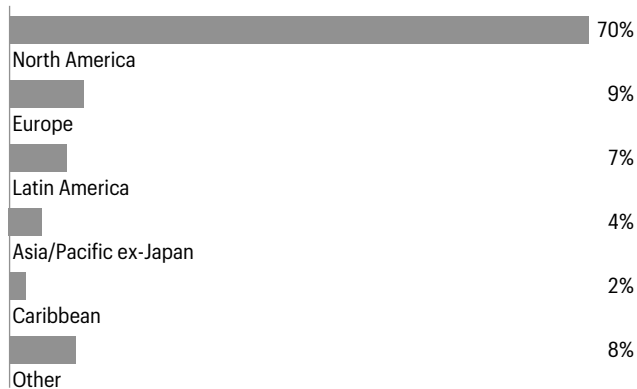 70%
North America
9%
Europe
7%
Latin America
4%
Asia/Pacific ex-Japan
2%
Caribbean
8%
Other